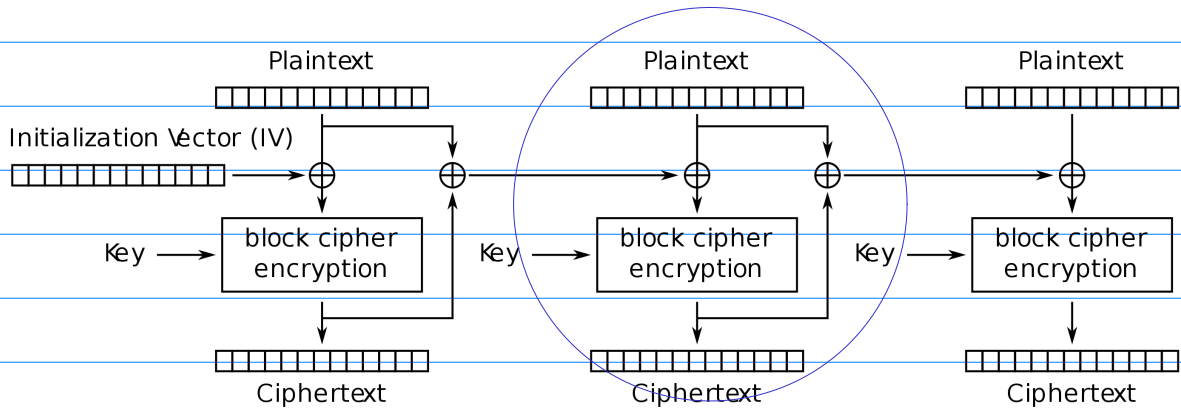 Plaintext
Plaintext
Plaintext
Initialization Vector (IV)
Key
block cipher
encryption
Key
block cipher
encryption
Key
block cipher
encryption
Ciphertext
Ciphertext
Ciphertext